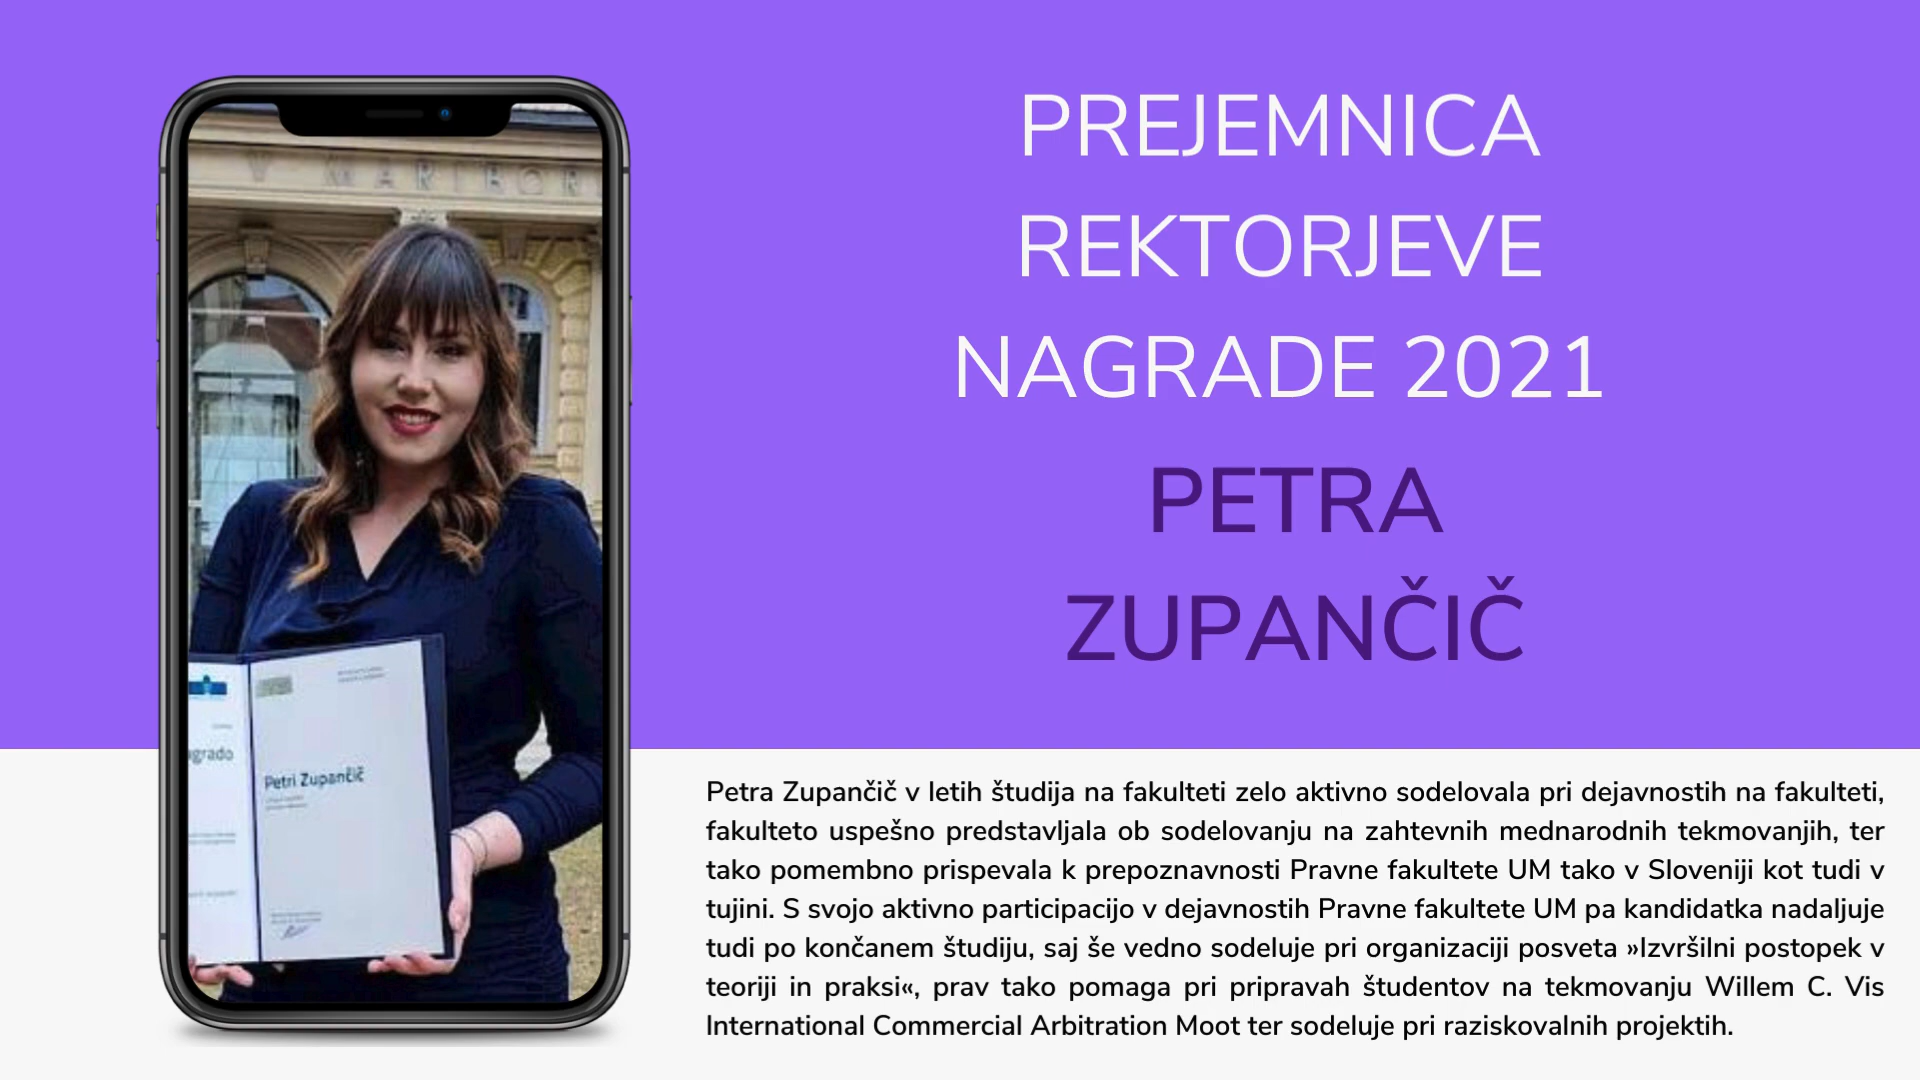 V MARIBOR
PREJEMNICA
REKTORJEVE
NAGRADE 2021
PETRA
ZUPANČIČ
grado
Petri Zupančič
Petra Zupančič v letih študija na fakulteti zelo aktivno sodelovala pri dejavnostih na fakulteti,
fakulteto uspešno predstavljala ob sodelovanju na zahtevnih mednarodnih tekmovanjih, ter
tako pomembno prispevala k prepoznavnosti Pravne fakultete UM tako v Sloveniji kot tudi v
tujini. S svojo aktivno participacijo v dejavnostih Pravne fakultete UM pa kandidatka nadaljuje
tudi po končanem študiju, saj še vedno sodeluje pri organizaciji posveta »Izvršilni postopek v
teoriji in praksi«, prav tako pomaga pri pripravah študentov na tekmovanju Willem C. Vis
International Commercial Arbitration Moot ter sodeluje pri raziskovalnih projektih.